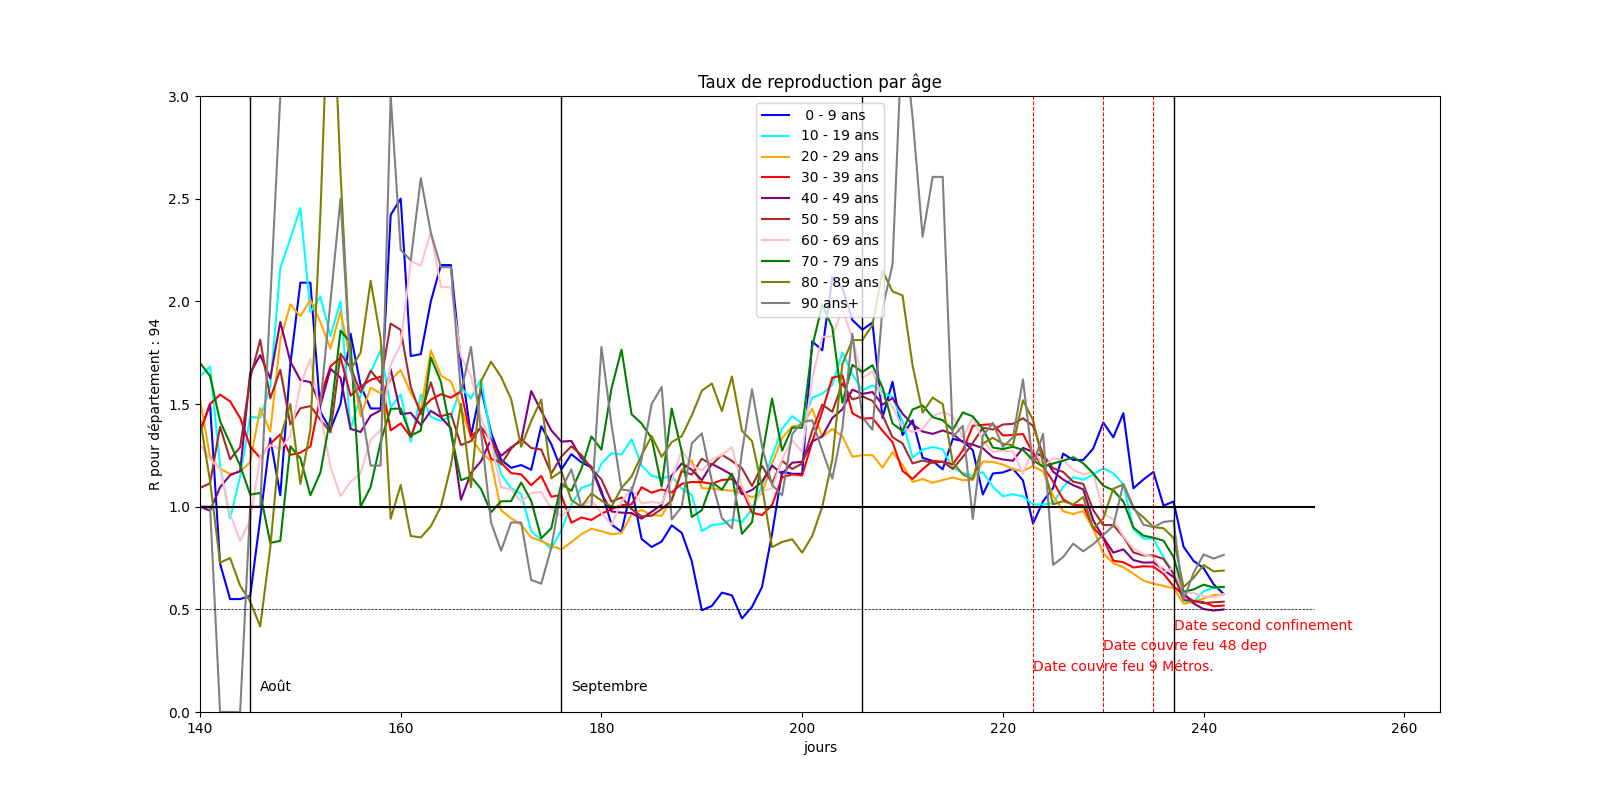 Taux de reproduction par âge
R pour département : 94
3.0
2.5
2.0
1.5
1.0
0.5
0.0
0 - 9 ans
10 - 19 ans
20 - 29 ans
30 - 39 ans
40 - 49 ans
50 - 59 ans
60 - 69 ans
70 - 79 ans
80 - 89 ans
90 ans+
Date second confinement
Date couvre feu 48 dep
Date couvre feu 9 Métros.
Août
Septembre
140
160
180
200
220
240
260
jours